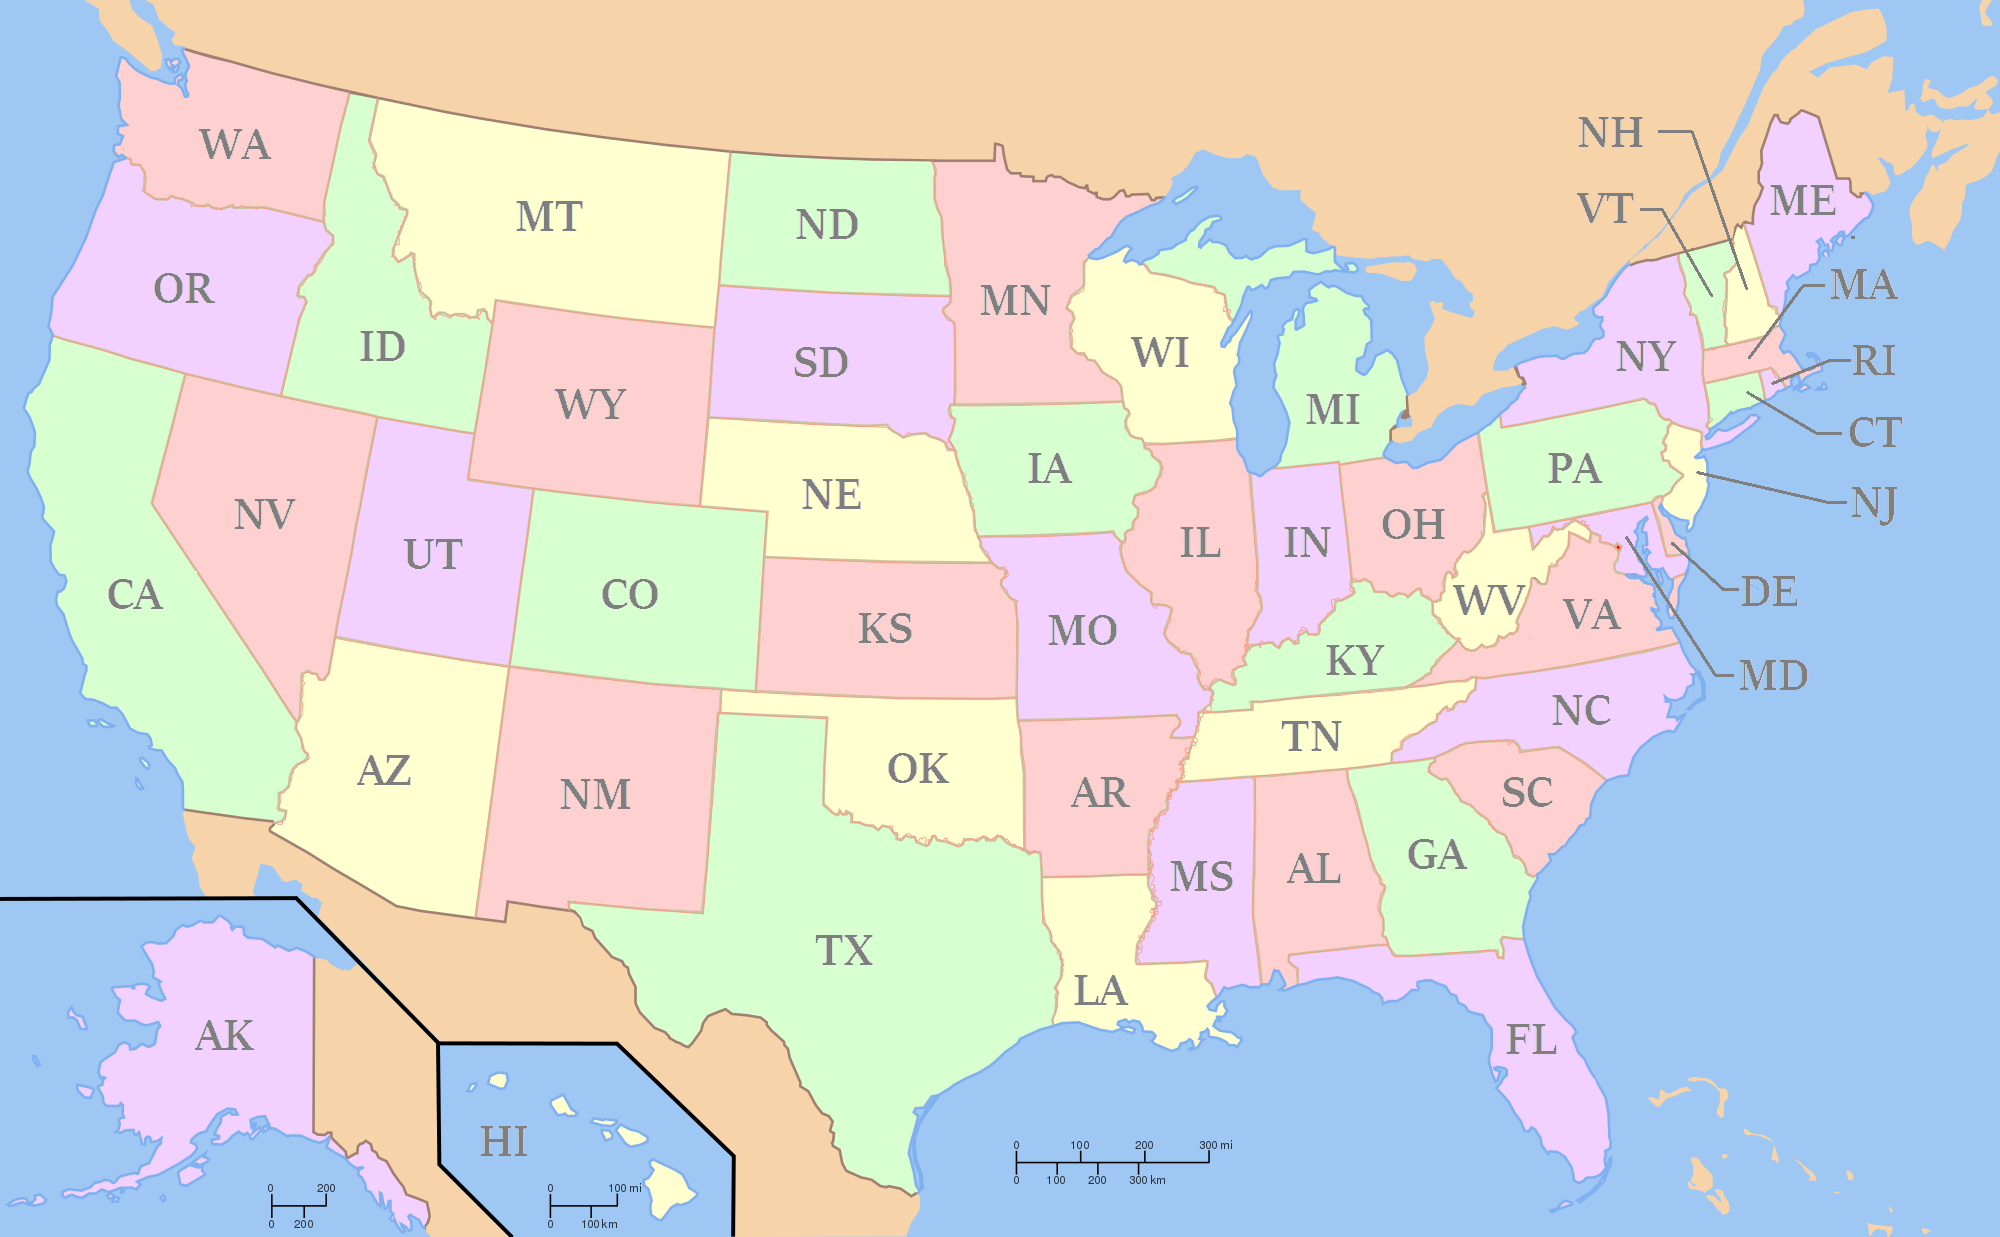 NH
WA
VT
ME
MT
ND
OR
MA
MN
ID
WI
NY
RI
SD
WY
MI
CT
IA
PA
NE
NV
NJ
OH
UT
IL
IN
CA
CO
DE
WV
VA
KS
MO
KY
MD
NC
TN
AZ
OK
NM
AR
SC
GA
MS
AL
TX
LA
AK
FL
HI
0 100 200 300 mi
0 100 200 300 km
0 200
0 200
0 100 mi
0 100 km